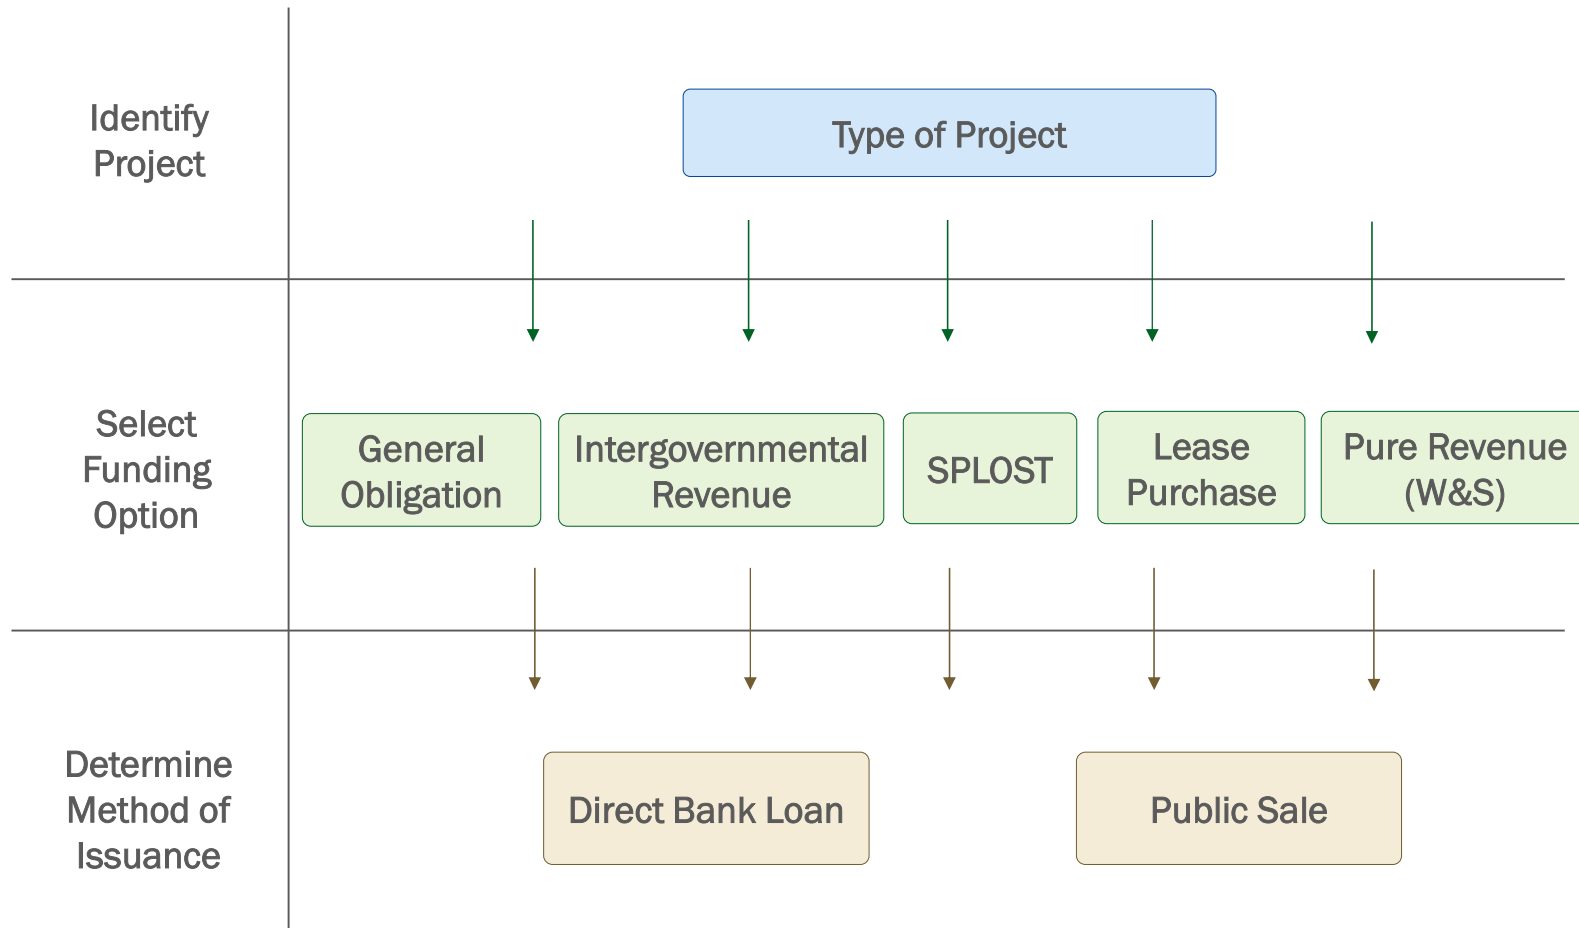 Identify
Project
Type of Project
Select
Funding
Option
General
Obligation
Intergovernmental
Revenue
SPLOST
Lease
Purchase
Pure Revenue
(W&S)
Determine
Method of
Issuance
Direct Bank Loan
Public Sale